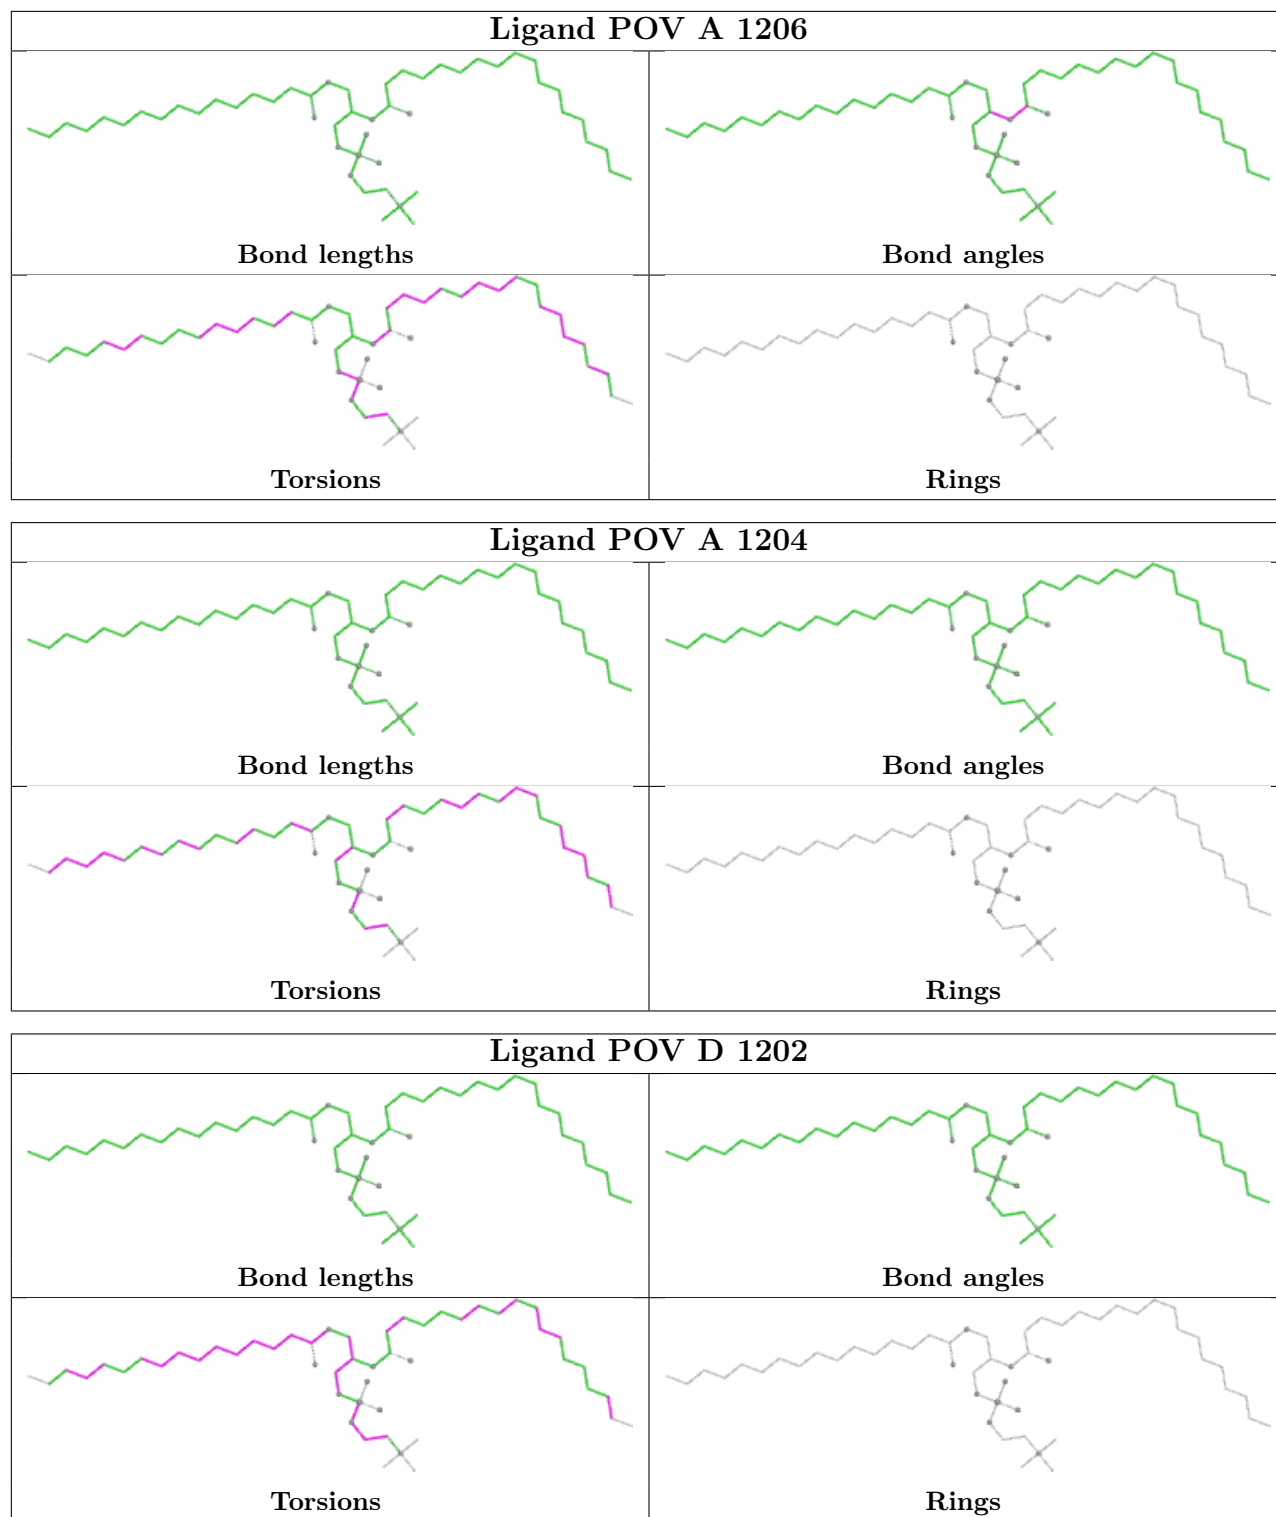 Ligand POV A 1206
Bond lengths
Bond angles
Torsions
Rings
Ligand POV A 1204
Bond lengths
Bond angles
Torsions
Rings
Ligand POV D 1202
Bond lengths
Bond angles
Torsions
Rings